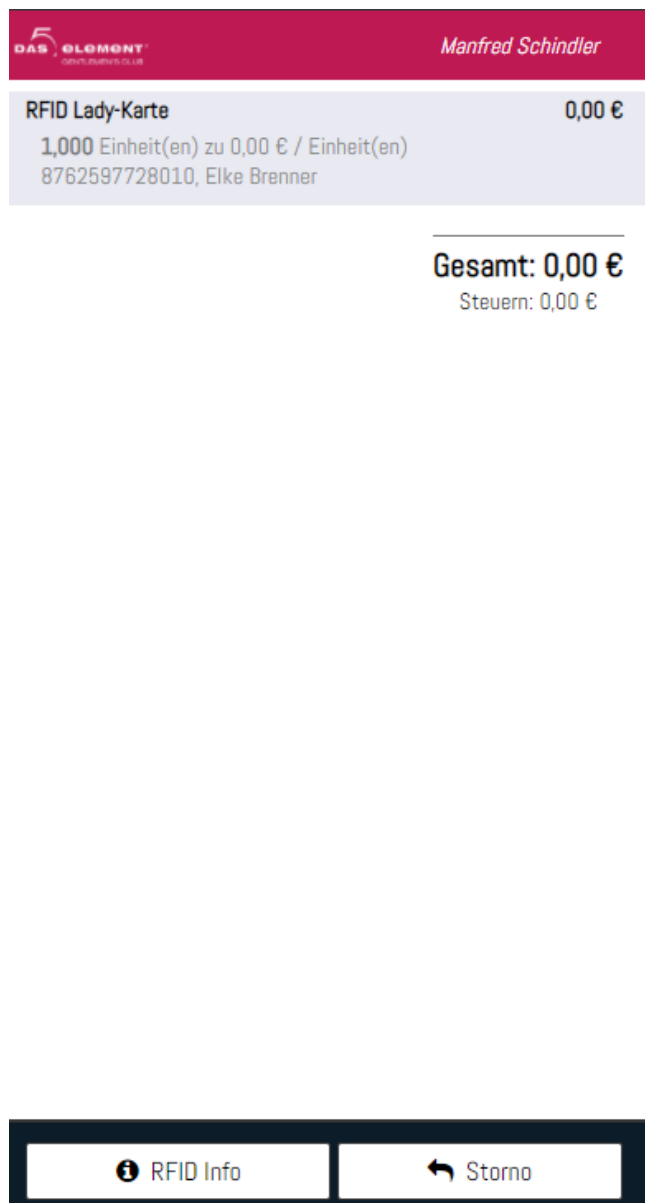 DAS 5 element
GENTLEMEN'S CLUB
Manfred Schindler
RFID Lady-Karte 0,00 €
1,000 Einheit(en) zu 0,00 € / Einheit(en)
8762597728010, Elke Brenner
Gesamt: 0,00 €
Steuern: 0,00 €
RFID Info
Storno